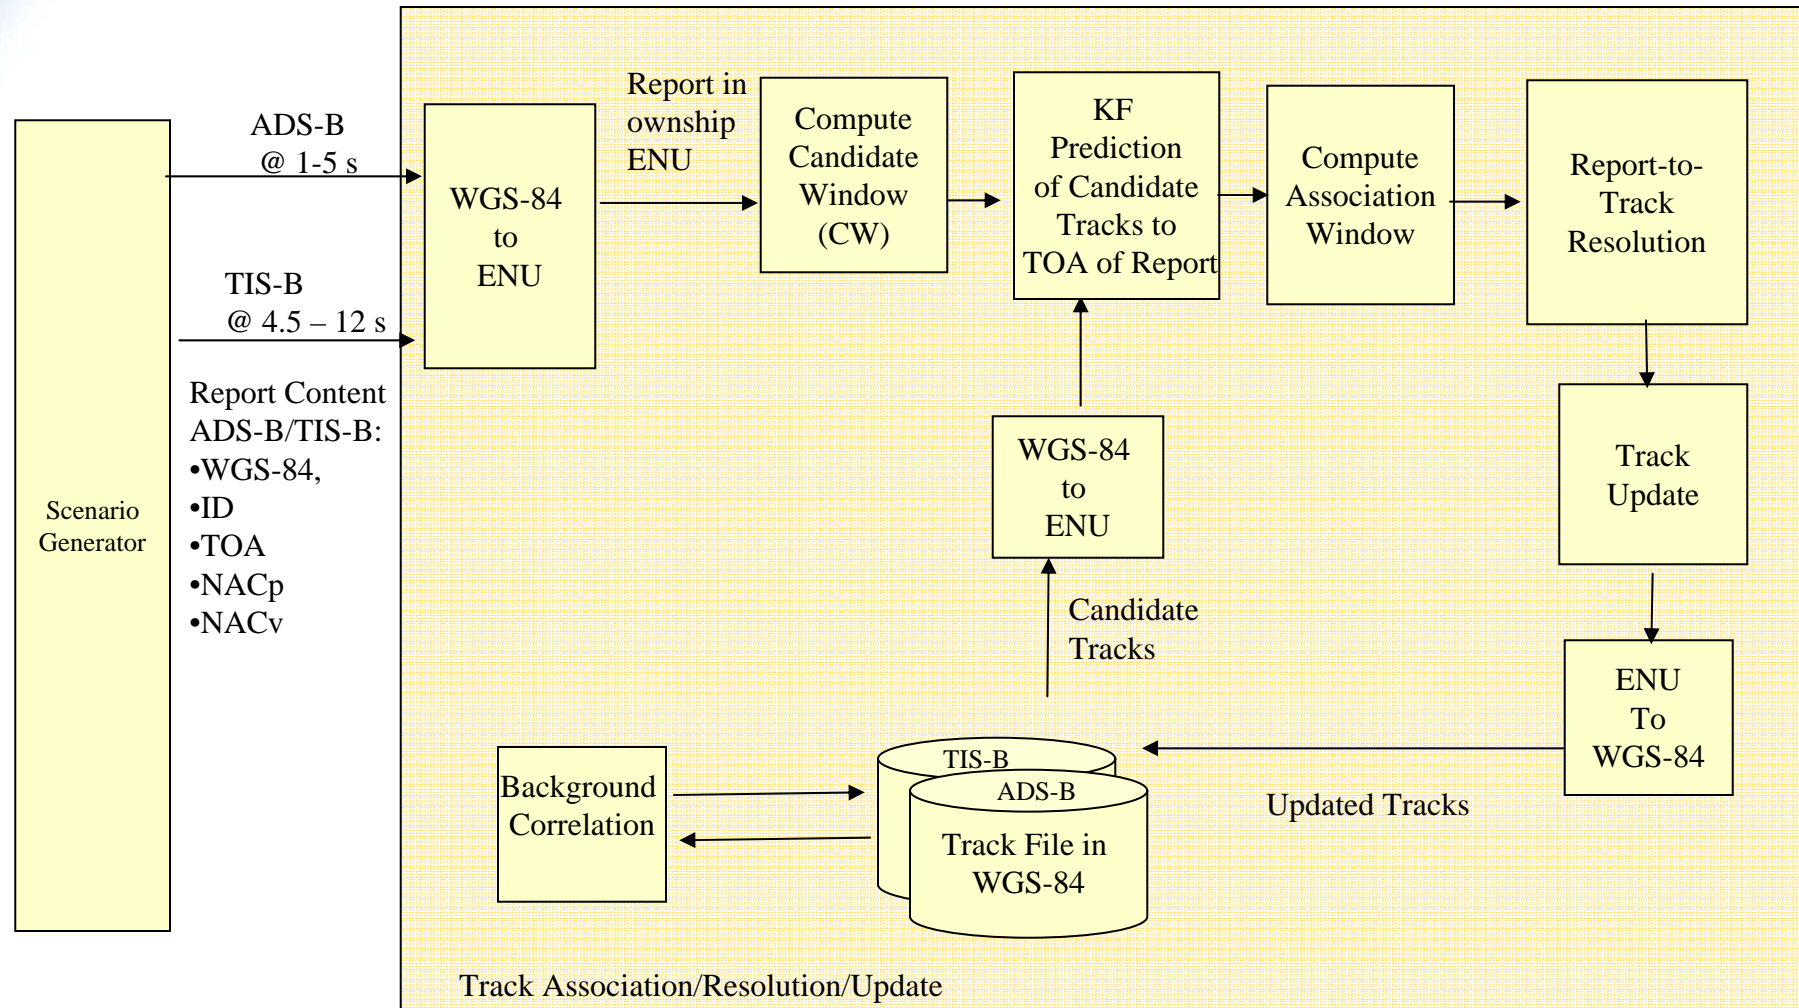 ADS-B
@ 1-5 s
TIS-B
@ 4.5 – 12 s
Report Content
ADS-B/TIS-B:
•WGS-84,
•ID
•TOA
•NACp
•NACv
Scenario
Generator
WGS-84
to
ENU
Report in
ownship
ENU
Compute
Candidate
Window
(CW)
KF
Prediction
of Candidate
Tracks to
TOA of Report
Compute
Association
Window
Report-to-
Track
Resolution
Track
Update
ENU
To
WGS-84
Updated Tracks
WGS-84
to
ENU
Candidate
Tracks
TIS-B
ADS-B
Track File in
WGS-84
Background
Correlation
Track Association/Resolution/Update